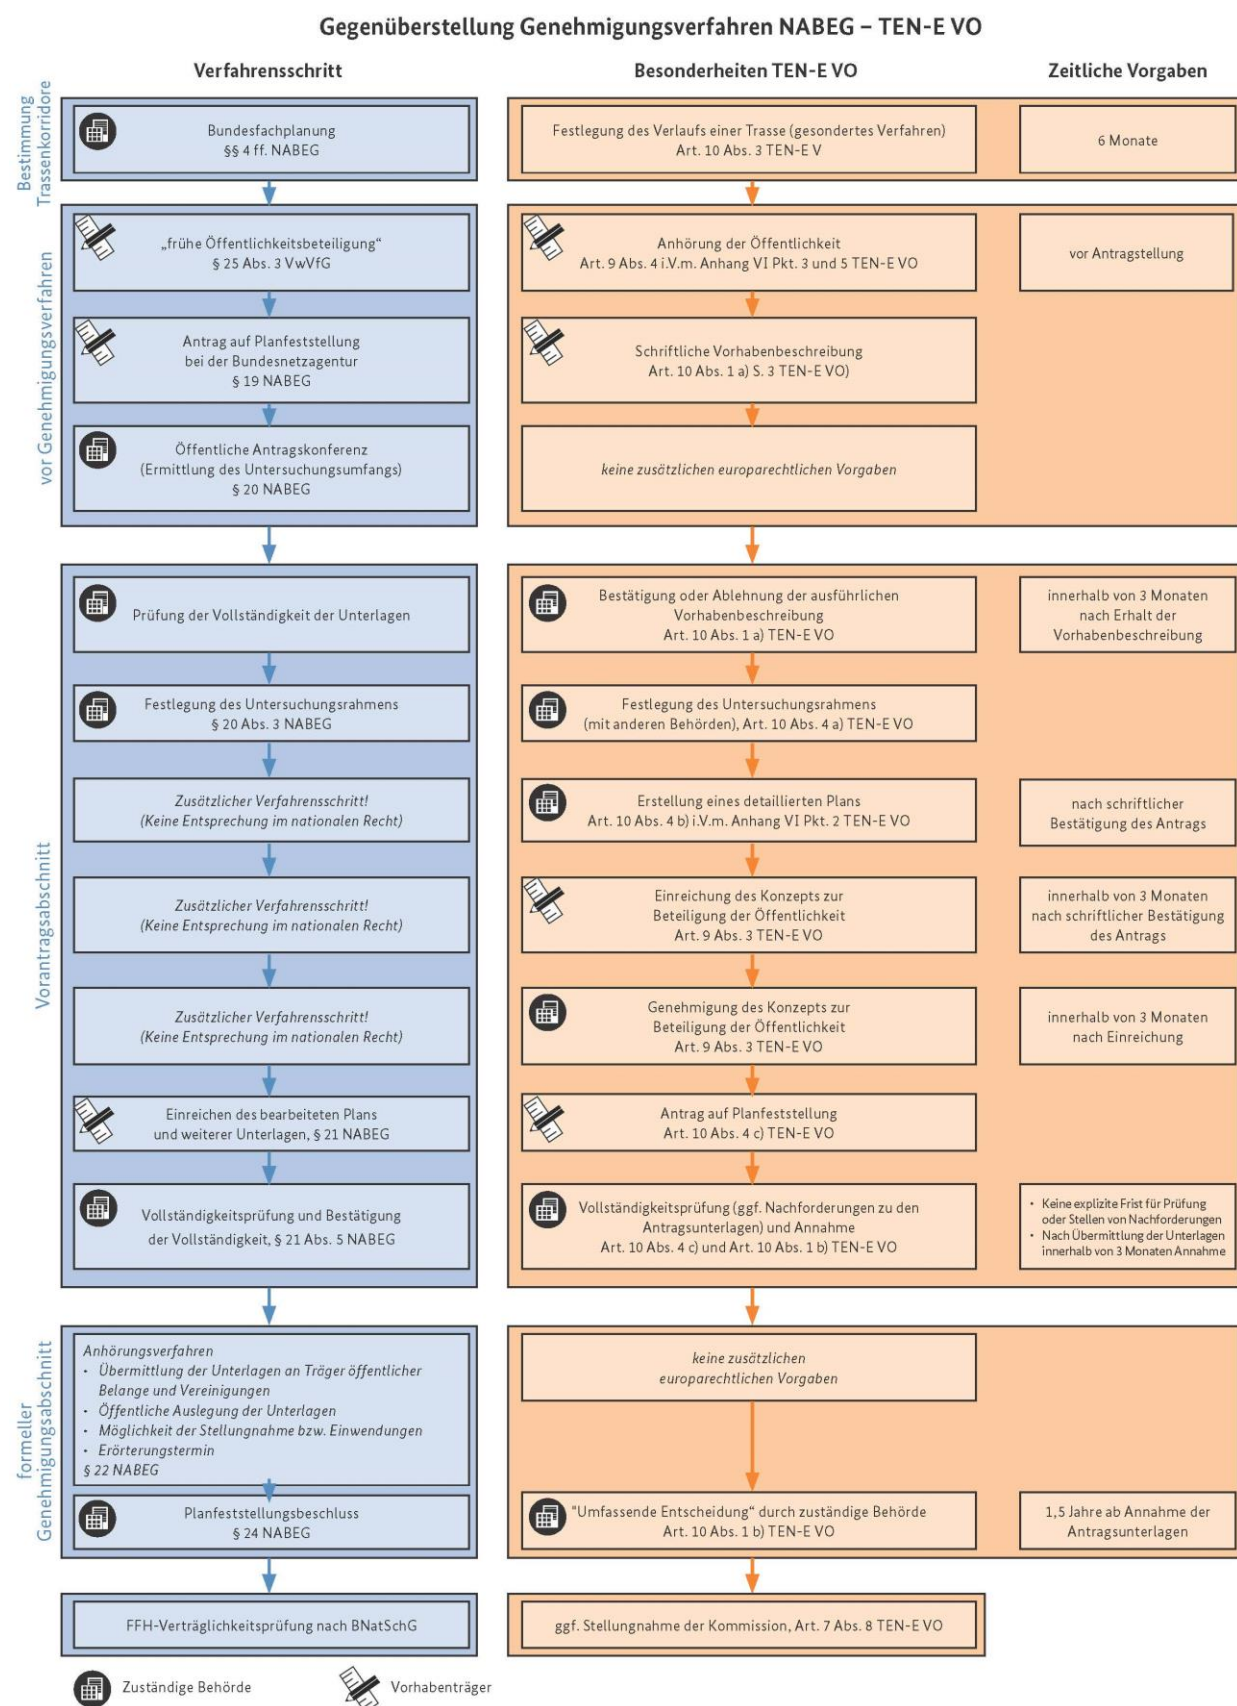 Gegenüberstellung Genehmigungsverfahren NABEG – TEN-E VO
Verfahrensschritt
Besonderheiten TEN-E VO
Zeitliche Vorgaben
Bestimmung
Trassenkorridore
Bundesfachplanung
§§ 4 ff. NABEG
Festlegung des Verlaufs einer Trasse (gesondertes Verfahren)
Art. 10 Abs. 3 TEN-E V
6 Monate
vor Genehmigungsverfahren
„frühe Öffentlichkeitsbeteiligung“
§ 25 Abs. 3 VwVfG
Anhörung der Öffentlichkeit
Art. 9 Abs. 4 i.V.m. Anhang VI Pkt. 3 und 5 TEN-E VO
vor Antragstellung
Antrag auf Planfeststellung
bei der Bundesnetzagentur
§ 19 NABEG
Schriftliche Vorhabenbeschreibung
Art. 10 Abs. 1 a) S. 3 TEN-E VO)
Öffentliche Antragskonferenz
(Ermittlung des Untersuchungsumfangs)
§ 20 NABEG
keine zusätzlichen europarechtlichen Vorgaben
Vorantragsabschnitt
Prüfung der Vollständigkeit der Unterlagen
Bestätigung oder Ablehnung der ausführlichen
Vorhabenbeschreibung
Art. 10 Abs. 1 a) TEN-E VO
innerhalb von 3 Monaten
nach Erhalt der
Vorhabenbeschreibung
Festlegung des Untersuchungsrahmens
§ 20 Abs. 3 NABEG
Festlegung des Untersuchungsrahmens
(mit anderen Behörden), Art. 10 Abs. 4 a) TEN-E VO
Zusätzlicher Verfahrensschritt!
(Keine Entsprechung im nationalen Recht)
Erstellung eines detaillierten Plans
Art. 10 Abs. 4 b) i.V.m. Anhang VI Pkt. 2 TEN-E VO
nach schriftlicher
Bestätigung des Antrags
Zusätzlicher Verfahrensschritt!
(Keine Entsprechung im nationalen Recht)
Einreichung des Konzepts zur
Beteiligung der Öffentlichkeit
Art. 9 Abs. 3 TEN-E VO
innerhalb von 3 Monaten
nach schriftlicher Bestätigung
des Antrags
Zusätzlicher Verfahrensschritt!
(Keine Entsprechung im nationalen Recht)
Genehmigung des Konzepts zur
Beteiligung der Öffentlichkeit
Art. 9 Abs. 3 TEN-E VO
innerhalb von 3 Monaten
nach Einreichung
Einreichen des bearbeiteten Plans
und weiterer Unterlagen, § 21 NABEG
Antrag auf Planfeststellung
Art. 10 Abs. 4 c) TEN-E VO
Vollständigkeitsprüfung und Bestätigung
der Vollständigkeit, § 21 Abs. 5 NABEG
Vollständigkeitsprüfung (ggf. Nachforderungen zu den
Antragsunterlagen) und Annahme
Art. 10 Abs. 4 c) und Art. 10 Abs. 1 b) TEN-E VO
• Keine explizite Frist für Prüfung
oder Stellen von Nachforderungen
• Nach Übermittlung der Unterlagen
innerhalb von 3 Monaten Annahme
formeller
Genehmigungsabschnitt
Anhörungsverfahren
• Übermittlung der Unterlagen an Träger öffentlicher
Belange und Vereinigungen
• Öffentliche Auslegung der Unterlagen
• Möglichkeit der Stellungnahme bzw. Einwendungen
• Erörterungstermin
§ 22 NABEG
keine zusätzlichen
europarechtlichen Vorgaben
Planfeststellungsbeschluss
§ 24 NABEG
"Umfassende Entscheidung“ durch zuständige Behörde
Art. 10 Abs. 1 b) TEN-E VO
1,5 Jahre ab Annahme der
Antragsunterlagen
FFH-Verträglichkeitsprüfung nach BNatSchG
ggf. Stellungnahme der Kommission, Art. 7 Abs. 8 TEN-E VO
Zuständige Behörde
Vorhabenträger